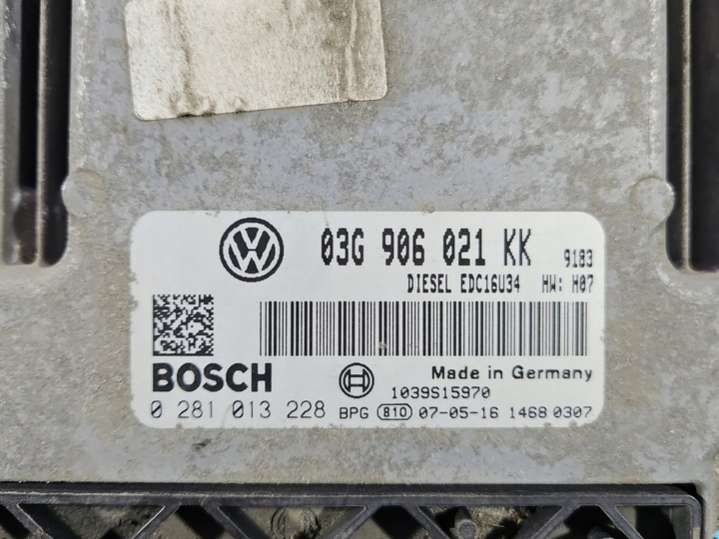 03G 906 021 KK 9183
DIESEL EDC16U34 HW: H07
BOSCH
Made in Germany
1039S15970
0 281 013 228 BPG 810 07-05-16 1468 0307